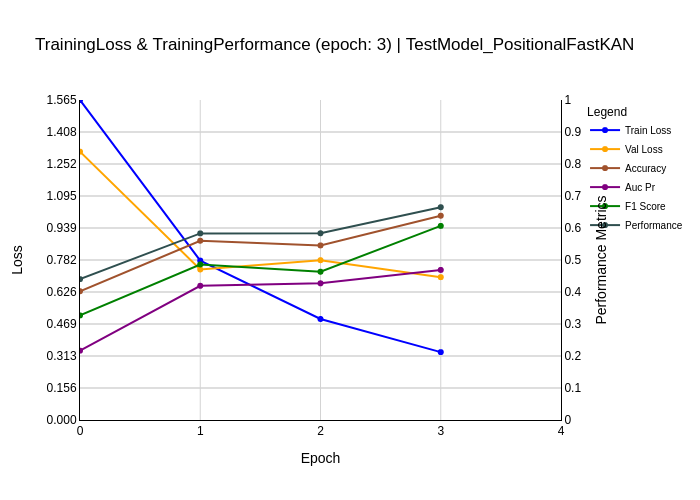 TrainingLoss & TrainingPerformance (epoch: 3) | TestModel_PositionalFastKAN
1.565
1.408
1.252
1.095
0.939
0.782
0.626
0.469
0.313
0.156
0.000
Loss
0
1
2
3
4
Epoch
1
0.9
0.8
0.7
0.6
0.5
0.4
0.3
0.2
0.1
0
Performance Metrics
Legend
Train Loss
Val Loss
Accuracy
Auc Pr
F1 Score
Performance